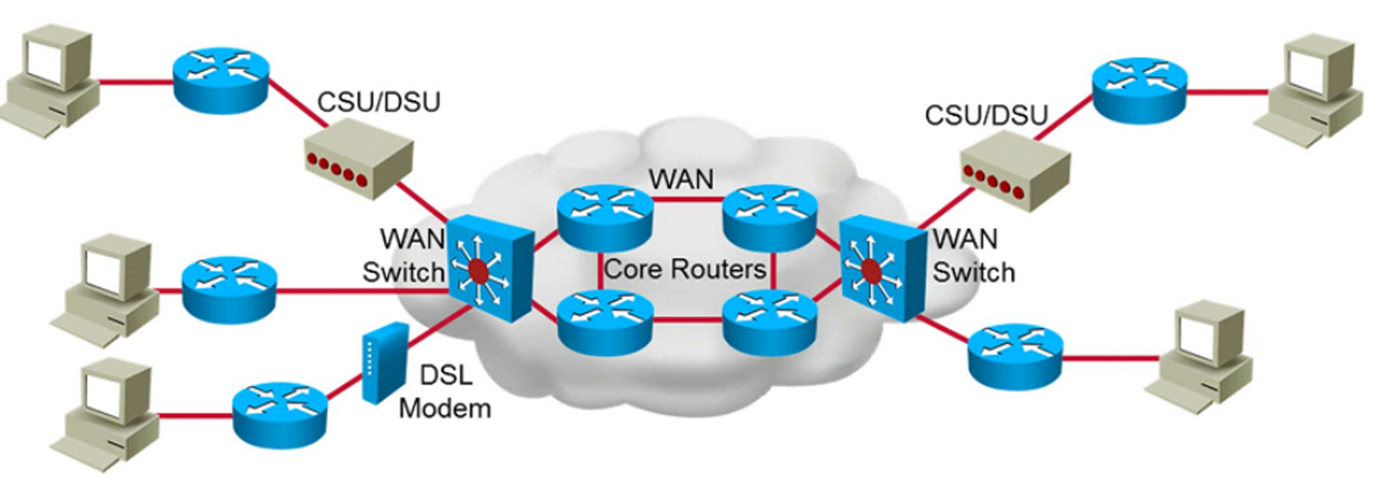 CSU/DSU
CSU/DSU
WAN
WAN
Switch
Core Routers
WAN
Switch
DSL
Modem